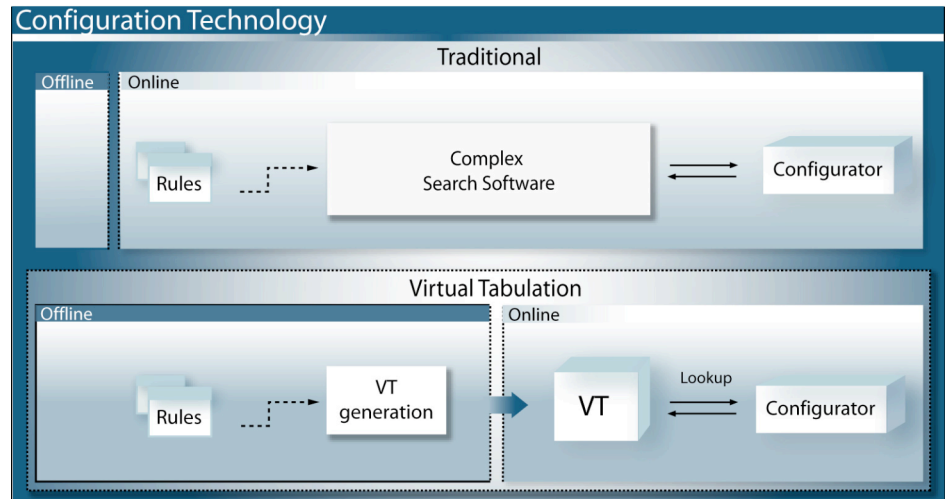 Configuration Technology
Traditional
Offline
Online
Rules
Complex
Search Software
Configurator
Virtual Tabulation
Offline
Online
Rules
VT
generation
VT
Lookup
Configurator